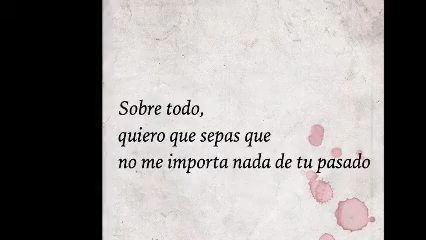 Sobre todo,
quiero que sepas que
no me importa nada de tu pasado